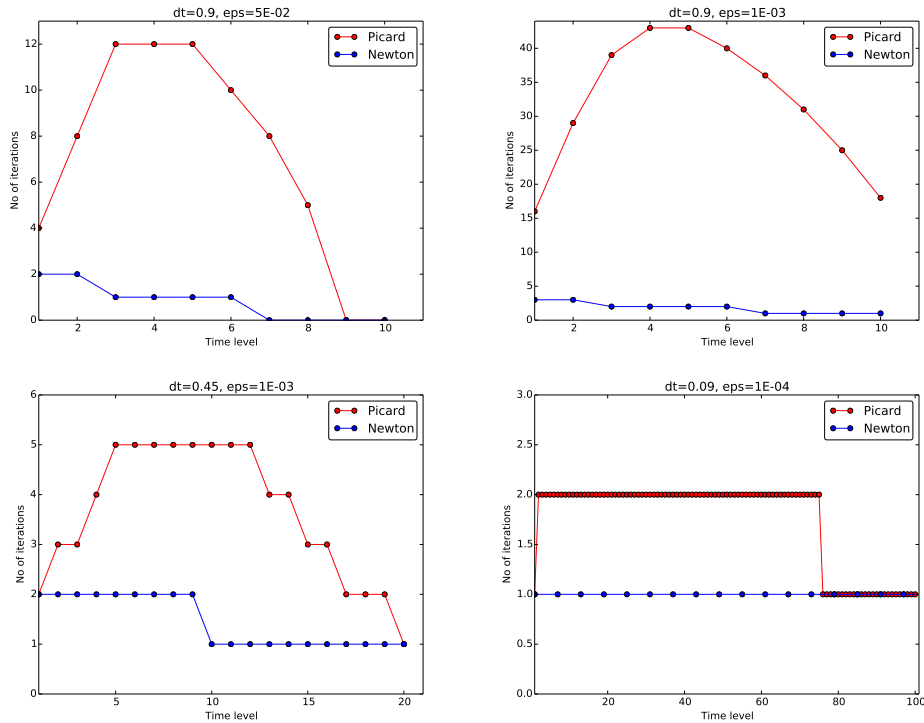 dt=0.9, eps=5E-02
12
10
8
6
4
2
0
No of iterations
2 4 6 8 10
Time level
Picard
Newton
dt=0.9, eps=1E-03
40
35
30
25
20
15
10
5
0
No of iterations
2 4 6 8 10
Time level
Picard
Newton
dt=0.45, eps=1E-03
6
5
4
3
2
1
0
No of iterations
5 10 15 20
Time level
Picard
Newton
dt=0.09, eps=1E-04
3.0
2.5
2.0
1.5
1.0
0.5
0.0
No of iterations
20 40 60 80 100
Time level
Picard
Newton